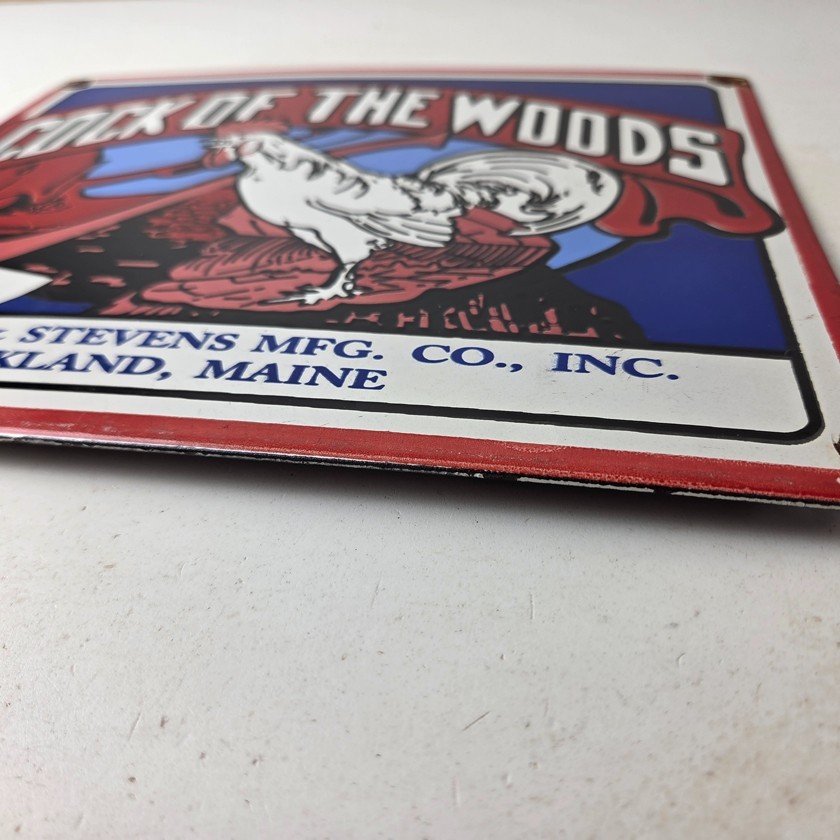 COCK OF THE WOODS
STEVENS MFG. CO., INC.
KLAND, MAINE